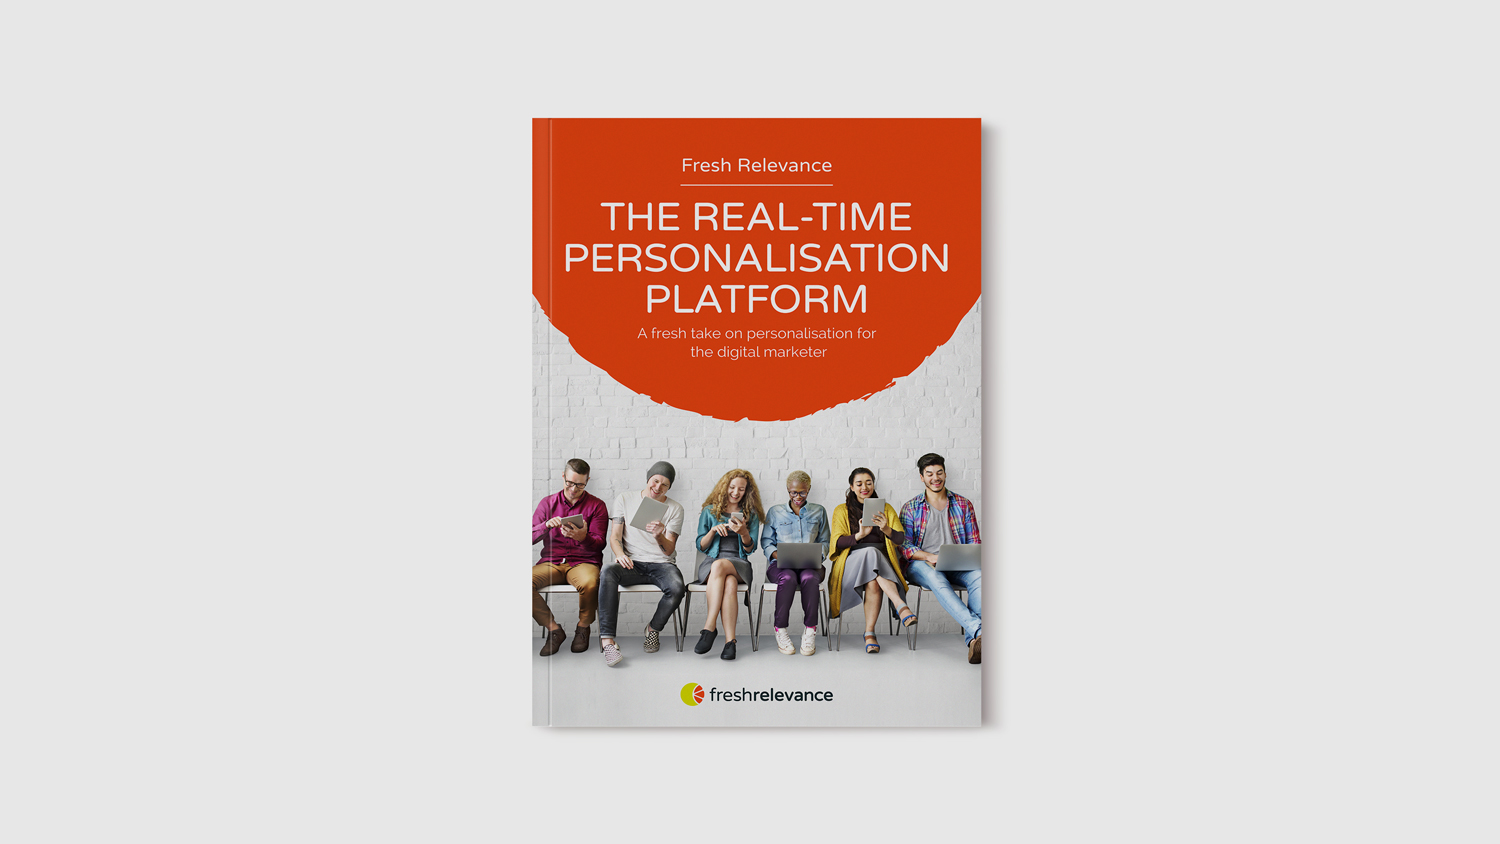 Fresh Relevance
THE REAL-TIME
PERSONALISATION
PLATFORM
A fresh take on personalisation for
the digital marketer
freshrelevance